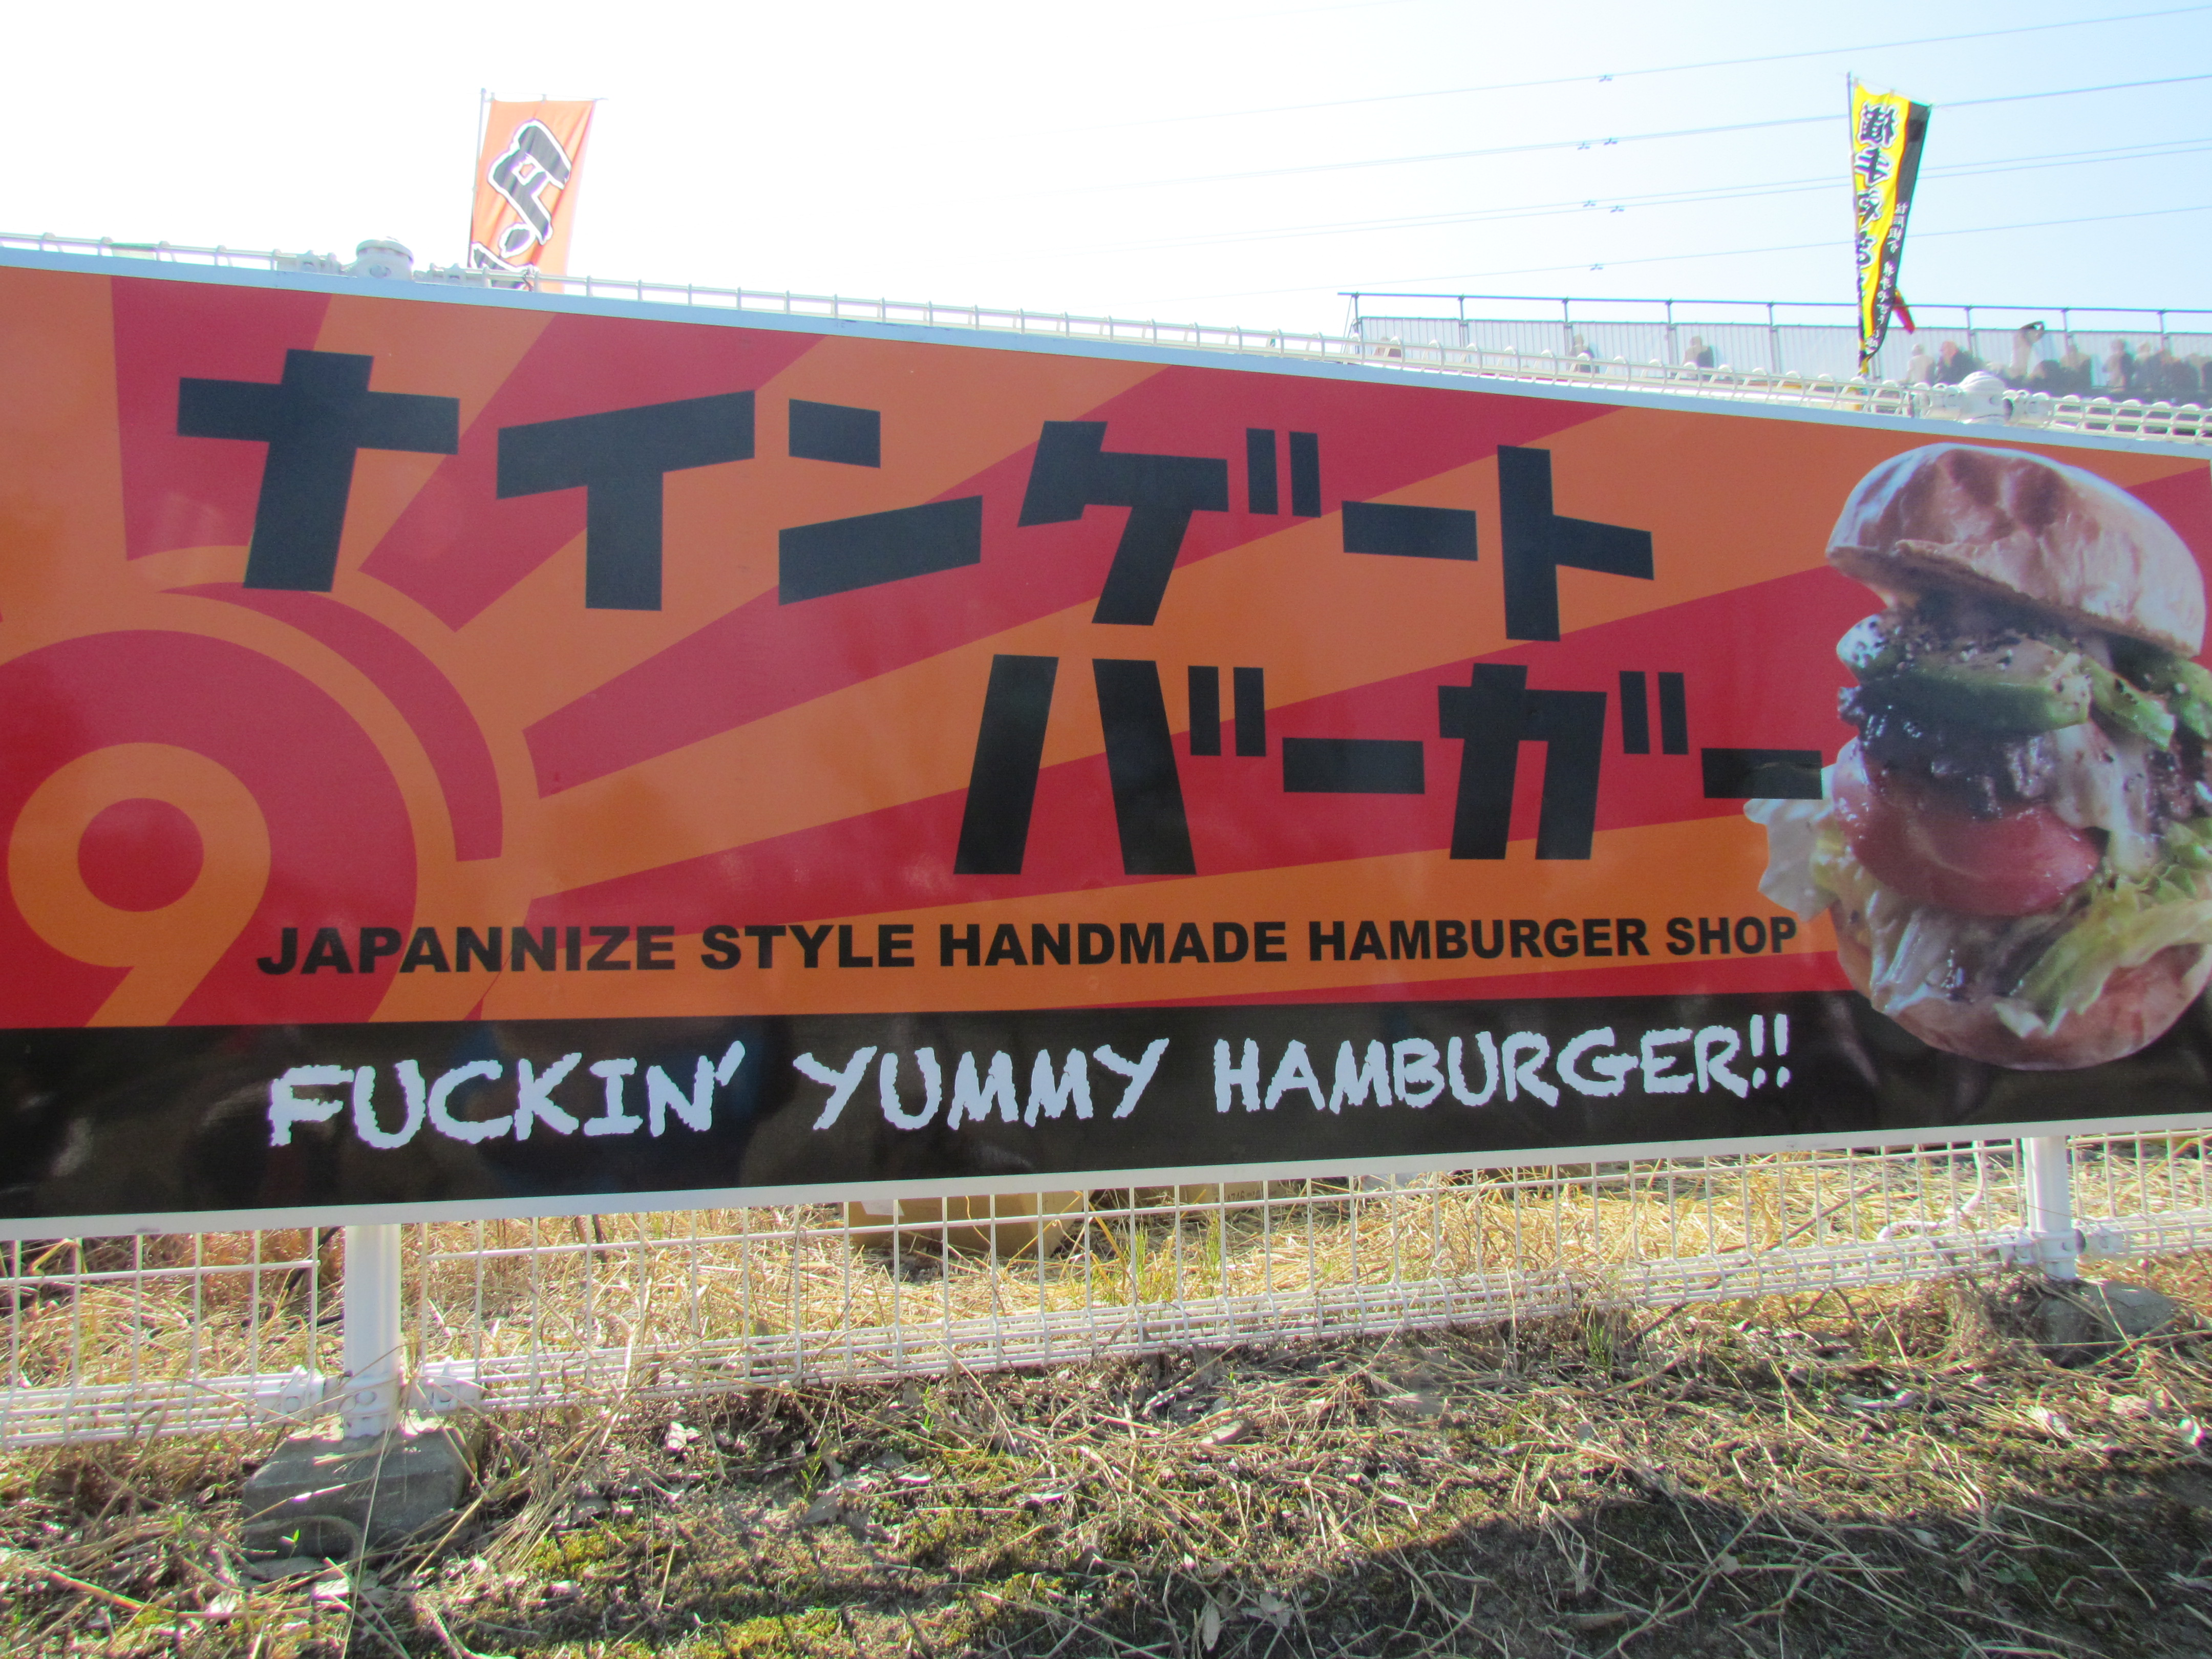 ナインゲート
バーガー
9
JAPANNIZE STYLE HANDMADE HAMBURGER SHOP
FUCKIN' YUMMY HAMBURGER!!